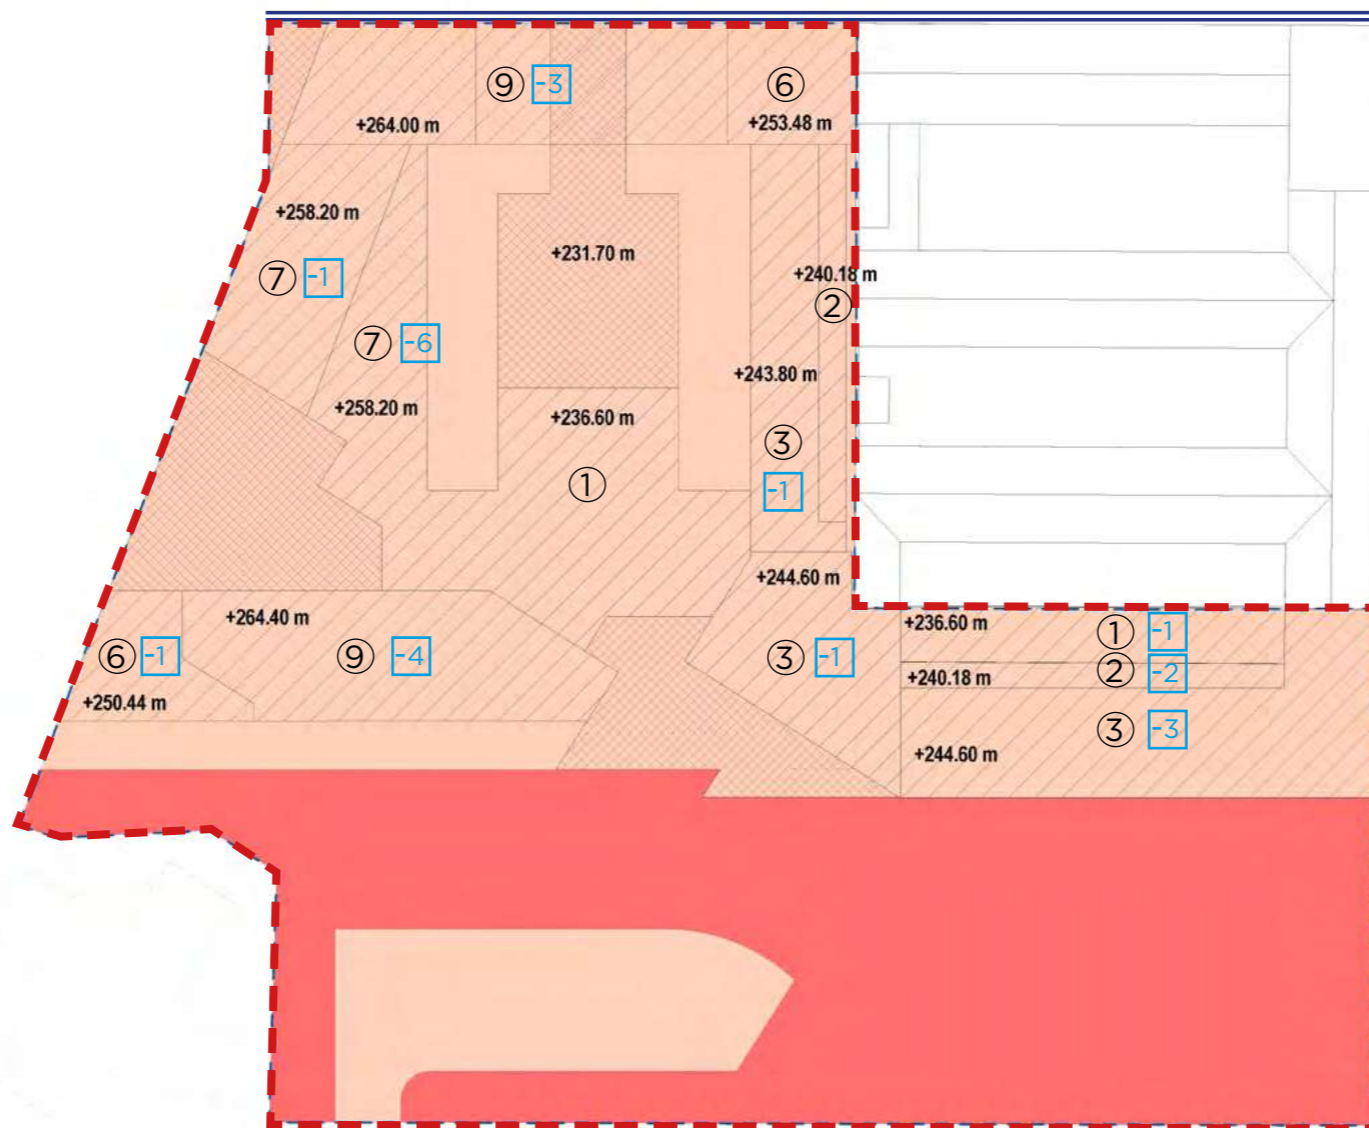 ⑨ -3
⑥
+264.00 m
+253.48 m
+258.20 m
+231.70 m
⑦ -1
+240.18 m
②
⑦ -6
+243.80 m
+258.20 m
+236.60 m
③
-1
①
+244.60 m
+264.40 m
+236.60 m
① -1
⑥ -1
⑨ -4
③ -1
② -2
+240.18 m
+250.44 m
③ -3
+244.60 m